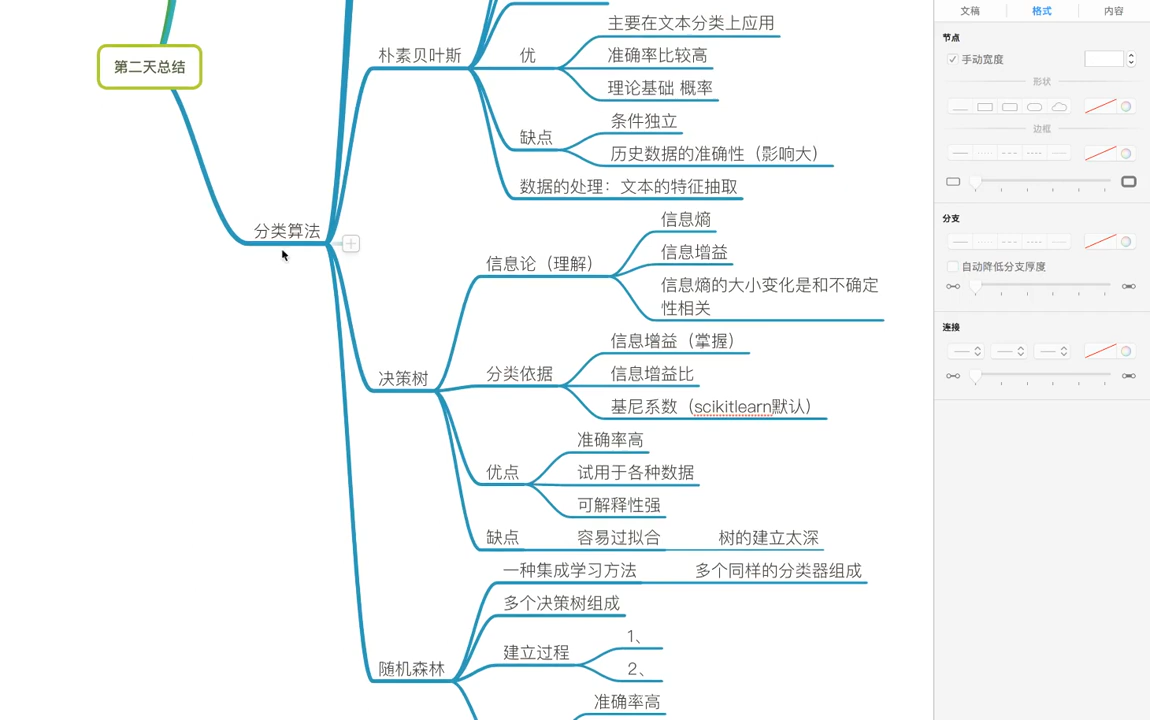 第二天总结
分类算法
朴素贝叶斯
优
主要在文本分类上应用
准确率比较高
理论基础 概率
缺点
条件独立
历史数据的准确性（影响大）
数据的处理：文本的特征抽取
决策树
信息论（理解）
信息熵
信息增益
信息熵的大小变化是和不确定
性相关
分类依据
信息增益（掌握）
信息增益比
基尼系数（scikitlearn默认）
优点
准确率高
试用于各种数据
可解释性强
缺点
容易过拟合
树的建立太深
随机森林
一种集成学习方法
多个同样的分类器组成
多个决策树组成
建立过程
1、
2、
准确率高
文稿
格式
内容
节点
手动宽度
形状
边框
分支
自动降低分支厚度
连接